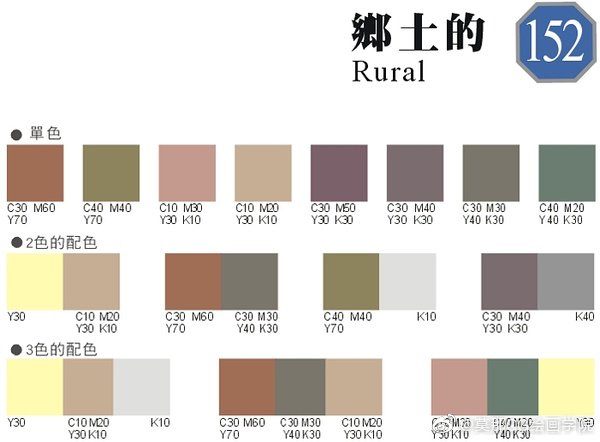 鄉土的
Rural
152
● 單色
C30 M60
Y70
C40 M40
Y70
C10 M30
Y30 K10
C10 M20
Y30 K10
C30 M50
Y30 K30
C30 M40
Y30 K30
C30 M30
Y40 K30
C40 M20
Y40 K30
● 2色的配色
Y30
C10 M20
Y30 K10
C30 M60
Y70
C30 M30
Y40 K30
C40 M40
Y70
K10
C30 M40
Y30 K30
K40
● 3色的配色
Y30
C10 M20
Y30 K10
K10
C30 M60
Y70
C30 M30
Y40 K30
C10 M20
Y30 K10
M30
Y30 K10
C40 M20
Y40 K30
Y30